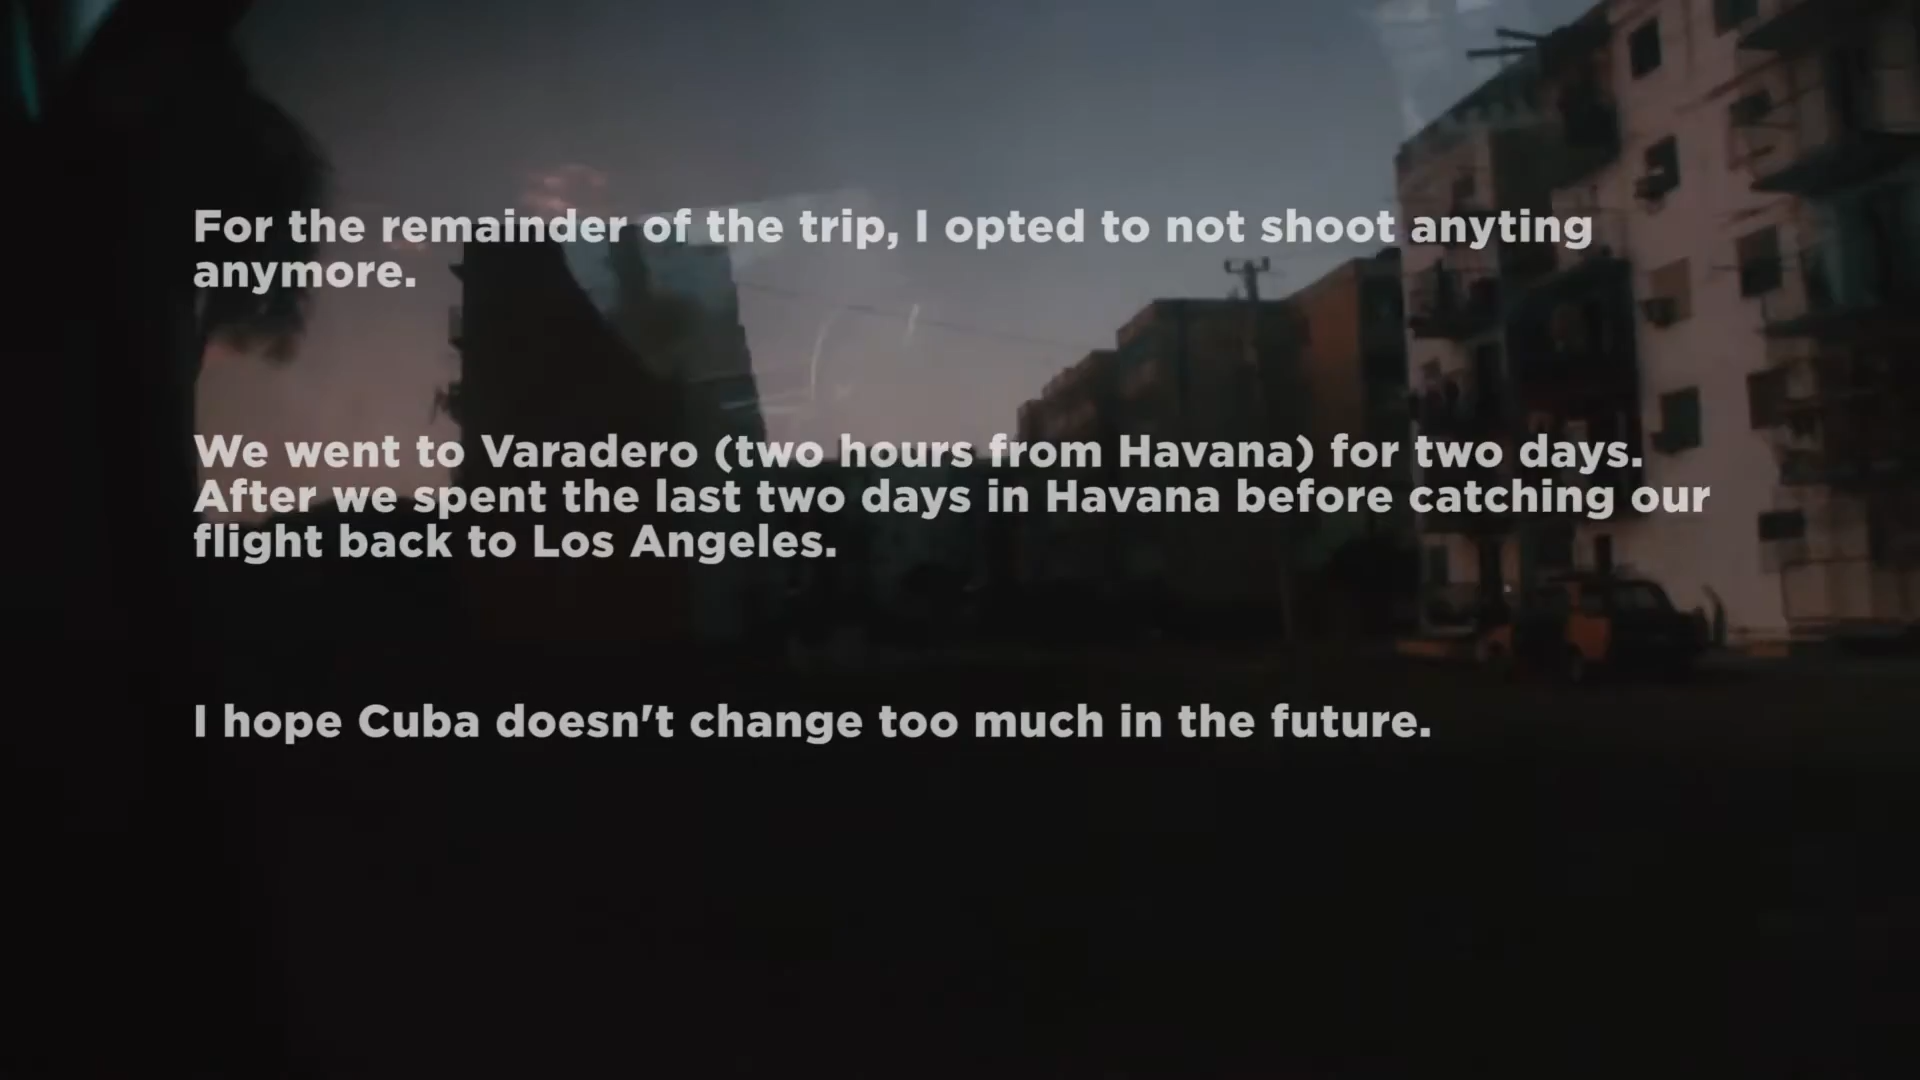 For the remainder of the trip, I opted to not shoot anyting
anymore.
We went to Varadero (two hours from Havana) for two days.
After we spent the last two days in Havana before catching our
flight back to Los Angeles.
I hope Cuba doesn't change too much in the future.